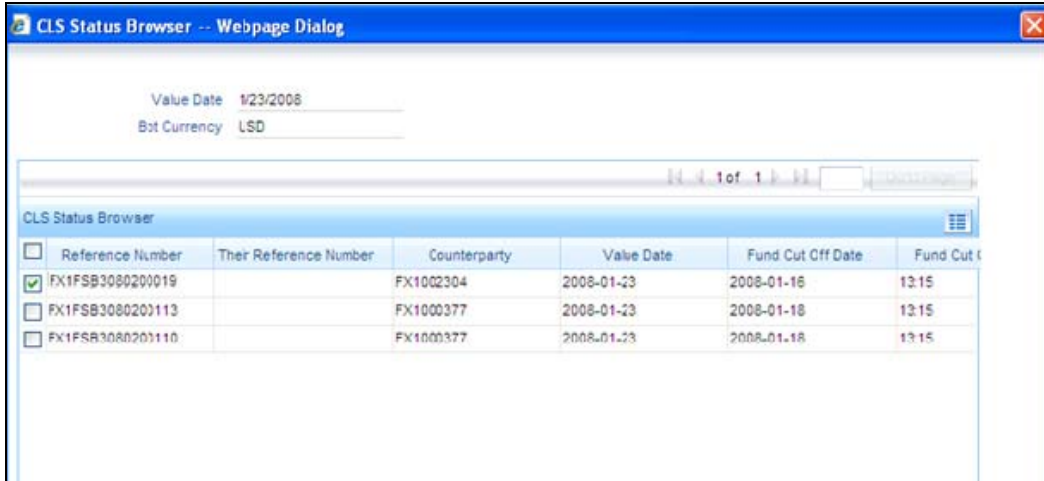 CLS Status Browser -- Webpage Dialog
Value Date 1/23/2008
Bot Currency USD
1 of 1
CLS Status Browser
Reference Number Their Reference Number Counterparty Value Date Fund Cut Off Date Fund Cut
FX1FSB3080200019 FX1002304 2008-01-23 2008-01-16 13:15
FX1FSB3080200113 FX1000377 2008-01-23 2008-01-18 13:15
FX1FSB3080200110 FX1000377 2008-01-23 2008-01-18 13:15